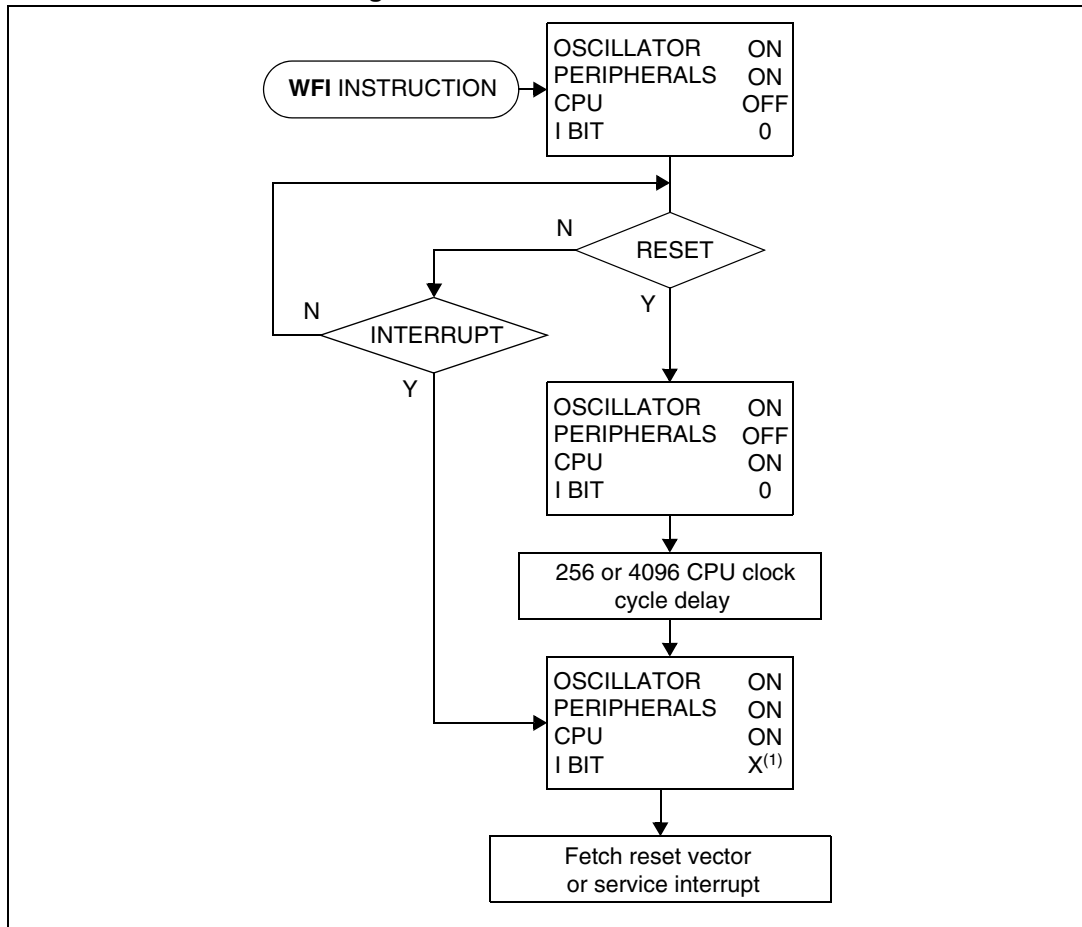 WFI INSTRUCTION
OSCILLATOR ON
PERIPHERALS ON
CPU OFF
I BIT 0
N
RESET
Y
N
INTERRUPT
Y
OSCILLATOR ON
PERIPHERALS OFF
CPU ON
I BIT 0
256 or 4096 CPU clock
cycle delay
OSCILLATOR ON
PERIPHERALS ON
CPU ON
I BIT X(1)
Fetch reset vector
or service interrupt